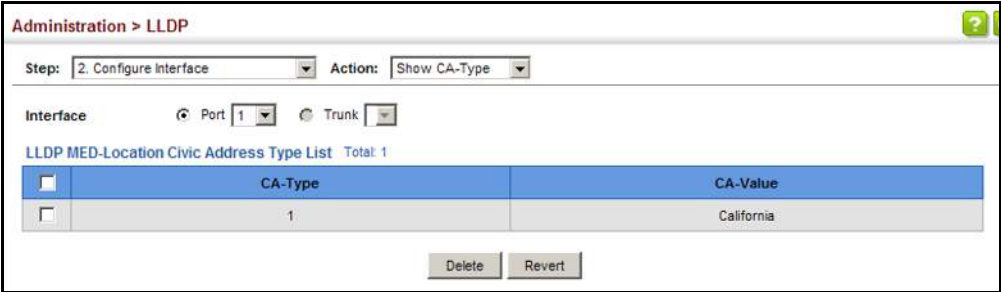 Administration > LLDP
?
Step: 2. Configure Interface Action: Show CA-Type
Interface Port 1 Trunk
LLDP MED-Location Civic Address Type List Total: 1
CA-Type CA-Value
1 California
Delete Revert